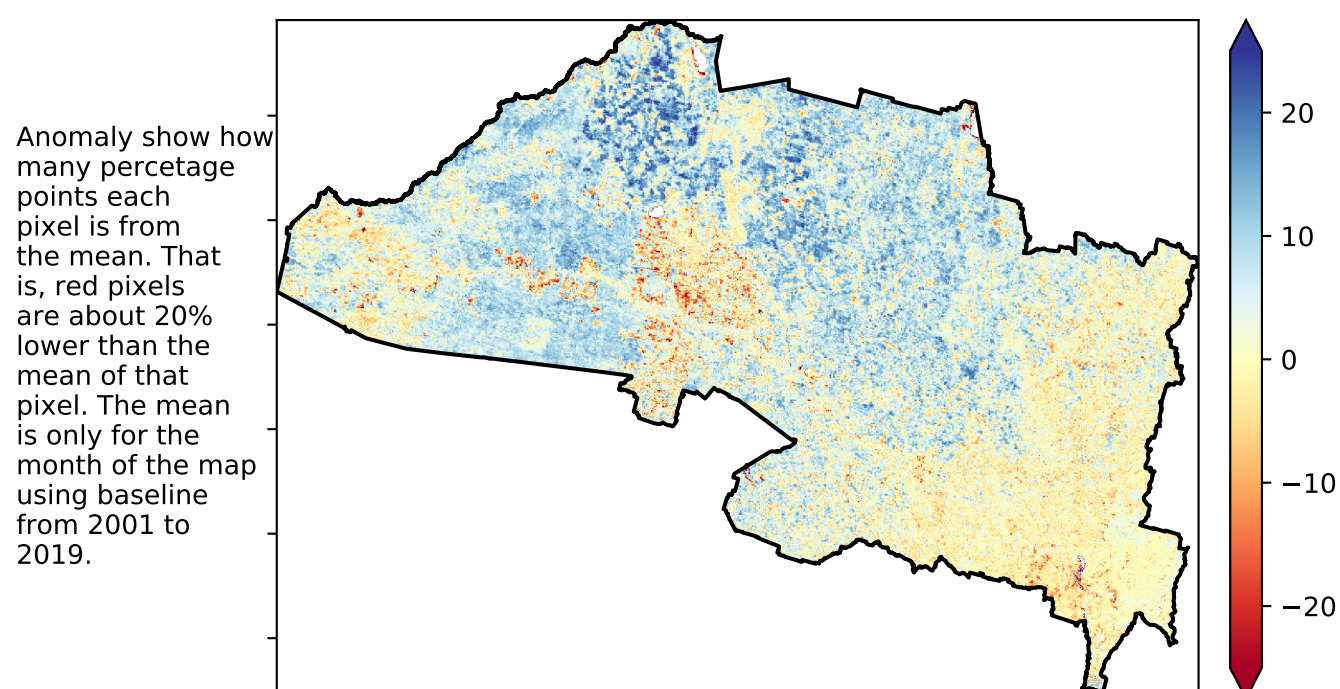 Anomaly show how
many percetage
points each
pixel is from
the mean. That
is, red pixels
are about 20%
lower than the
mean of that
pixel. The mean
is only for the
month of the map
using baseline
from 2001 to
2019.
20
10
0
−10
−20